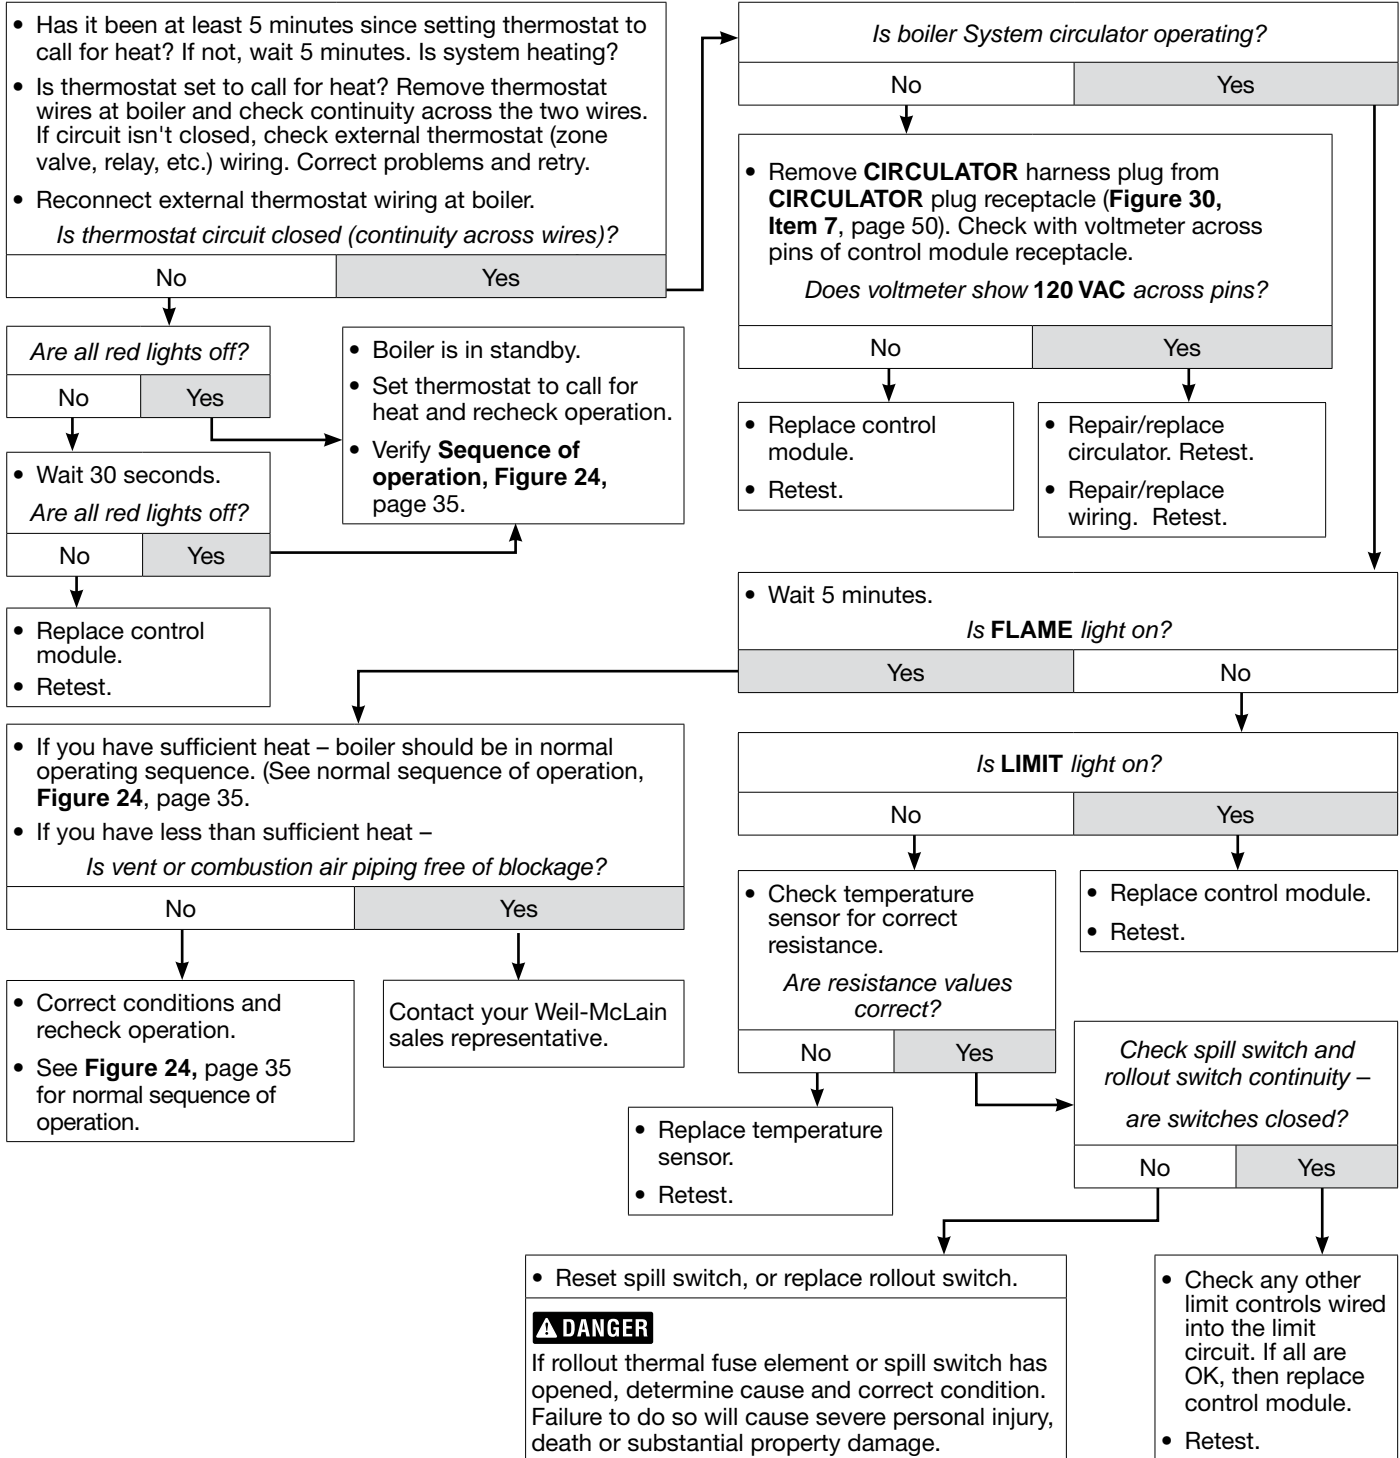 • Has it been at least 5 minutes since setting thermostat to
call for heat? If not, wait 5 minutes. Is system heating?
• Is thermostat set to call for heat? Remove thermostat
wires at boiler and check continuity across the two wires.
If circuit isn't closed, check external thermostat (zone
valve, relay, etc.) wiring. Correct problems and retry.
• Reconnect external thermostat wiring at boiler.
Is thermostat circuit closed (continuity across wires)?
No
Yes
Are all red lights off?
No
Yes
• Wait 30 seconds.
Are all red lights off?
No
Yes
• Replace control
module.
• Retest.
• Boiler is in standby.
• Set thermostat to call for
heat and recheck operation.
• Verify Sequence of
operation, Figure 24,
page 35.
Is boiler System circulator operating?
No
Yes
• Remove CIRCULATOR harness plug from
CIRCULATOR plug receptacle (Figure 30,
Item 7, page 50). Check with voltmeter across
pins of control module receptacle.
Does voltmeter show 120 VAC across pins?
No
Yes
• Replace control
module.
• Retest.
• Repair/replace
circulator. Retest.
• Repair/replace
wiring. Retest.
• Wait 5 minutes.
Is FLAME light on?
Yes
No
• If you have sufficient heat – boiler should be in normal
operating sequence. (See normal sequence of operation,
Figure 24, page 35.
• If you have less than sufficient heat –
Is vent or combustion air piping free of blockage?
No
Yes
• Correct conditions and
recheck operation.
• See Figure 24, page 35
for normal sequence of
operation.
Contact your Weil-McLain
sales representative.
Is LIMIT light on?
No
Yes
• Check temperature
sensor for correct
resistance.
Are resistance values
correct?
No
Yes
• Replace control module.
• Retest.
• Replace temperature
sensor.
• Retest.
Check spill switch and
rollout switch continuity –
are switches closed?
No
Yes
• Reset spill switch, or replace rollout switch.
DANGER
If rollout thermal fuse element or spill switch has
opened, determine cause and correct condition.
Failure to do so will cause severe personal injury,
death or substantial property damage.
• Check any other
limit controls wired
into the limit
circuit. If all are
OK, then replace
control module.
• Retest.